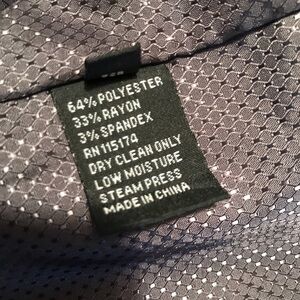 64% POLYESTER
33% RAYON
3% SPANDEX
RN 115174
DRY CLEAN ONLY
LOW MOISTURE
STEAM PRESS
MADE IN CHINA